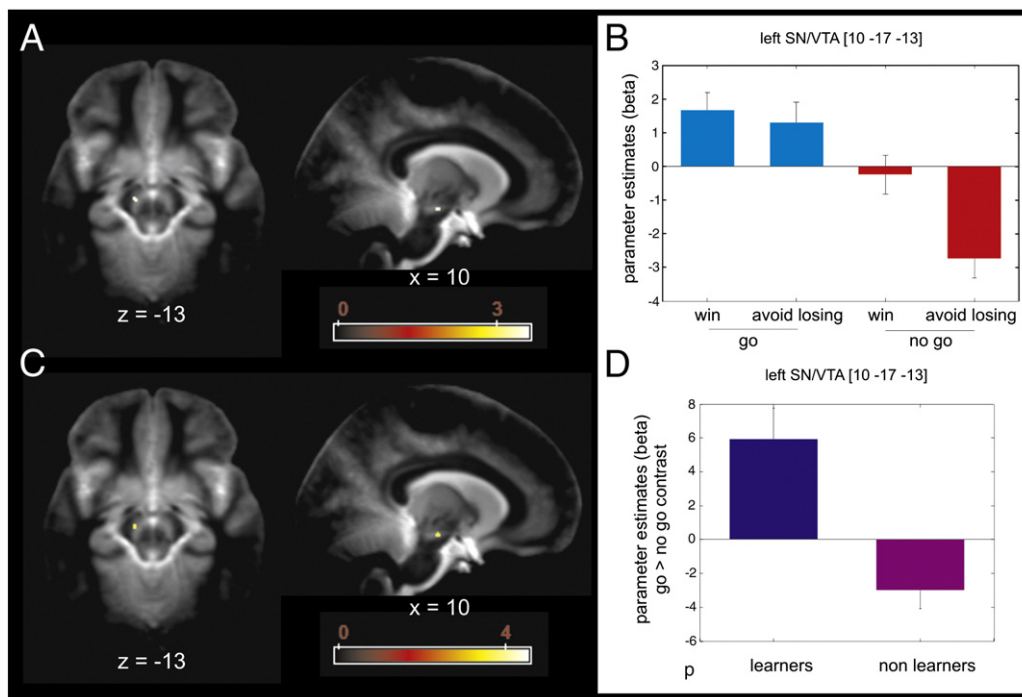 A
z = -13
x = 10
0 3
B
left SN/VTA [10 -17 -13]
parameter estimates (beta)
3
2
1
0
-1
-2
-3
-4
win avoid losing win avoid losing
go no go
C
z = -13
x = 10
0 4
D
left SN/VTA [10 -17 -13]
parameter estimates (beta)
go > no go contrast
8
6
4
2
0
-2
-4
-6
p learners non learners